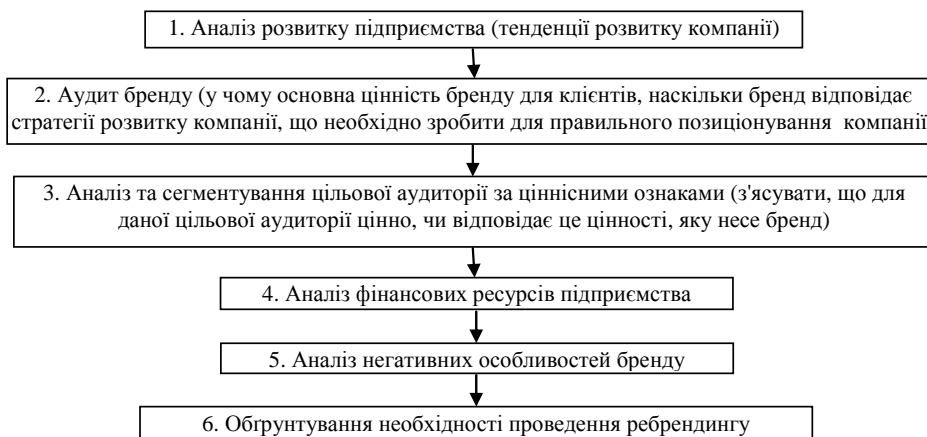 1. Аналіз розвитку підприємства (тенденції розвитку компанії)
2. Аудит бренду (у чому основна цінність бренду для клієнтів, наскільки бренд відповідає
стратегії розвитку компанії, що необхідно зробити для правильного позиціонування компанії
3. Аналіз та сегментування цільової аудиторії за ціннісними ознаками (з'ясувати, що для
даної цільової аудиторії цінно, чи відповідає це цінності, яку несе бренд)
4. Аналіз фінансових ресурсів підприємства
5. Аналіз негативних особливостей бренду
6. Обґрунтування необхідності проведення ребрендингу